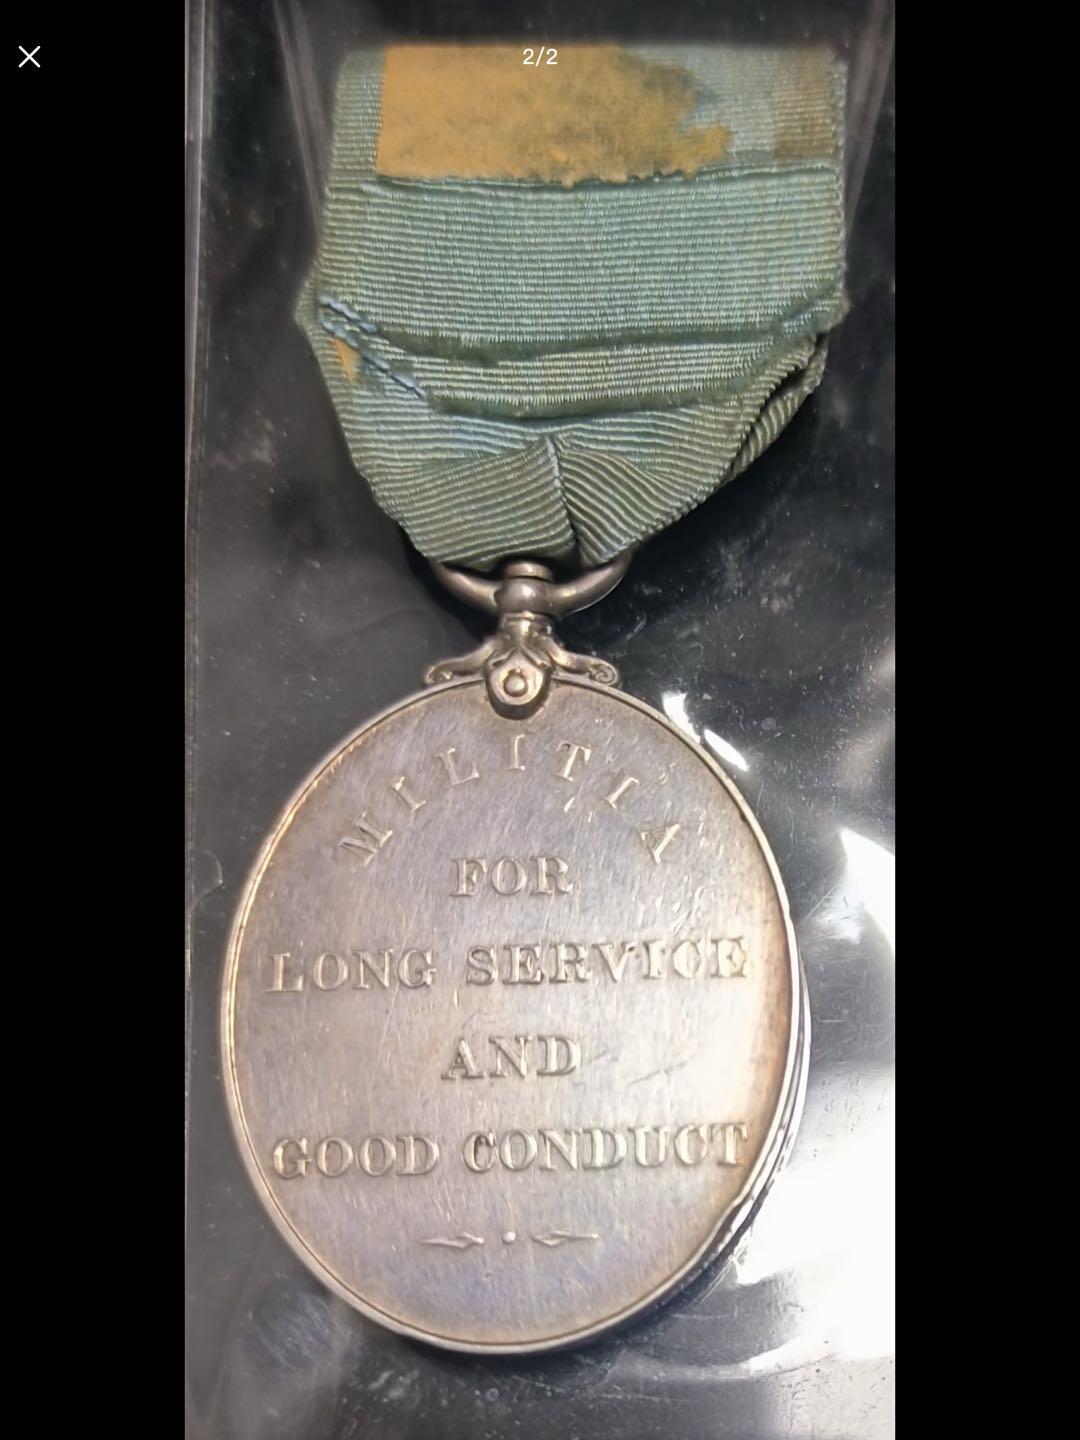 2/2
MILITIA
FOR
LONG SERVICE
AND
GOOD CONDUCT